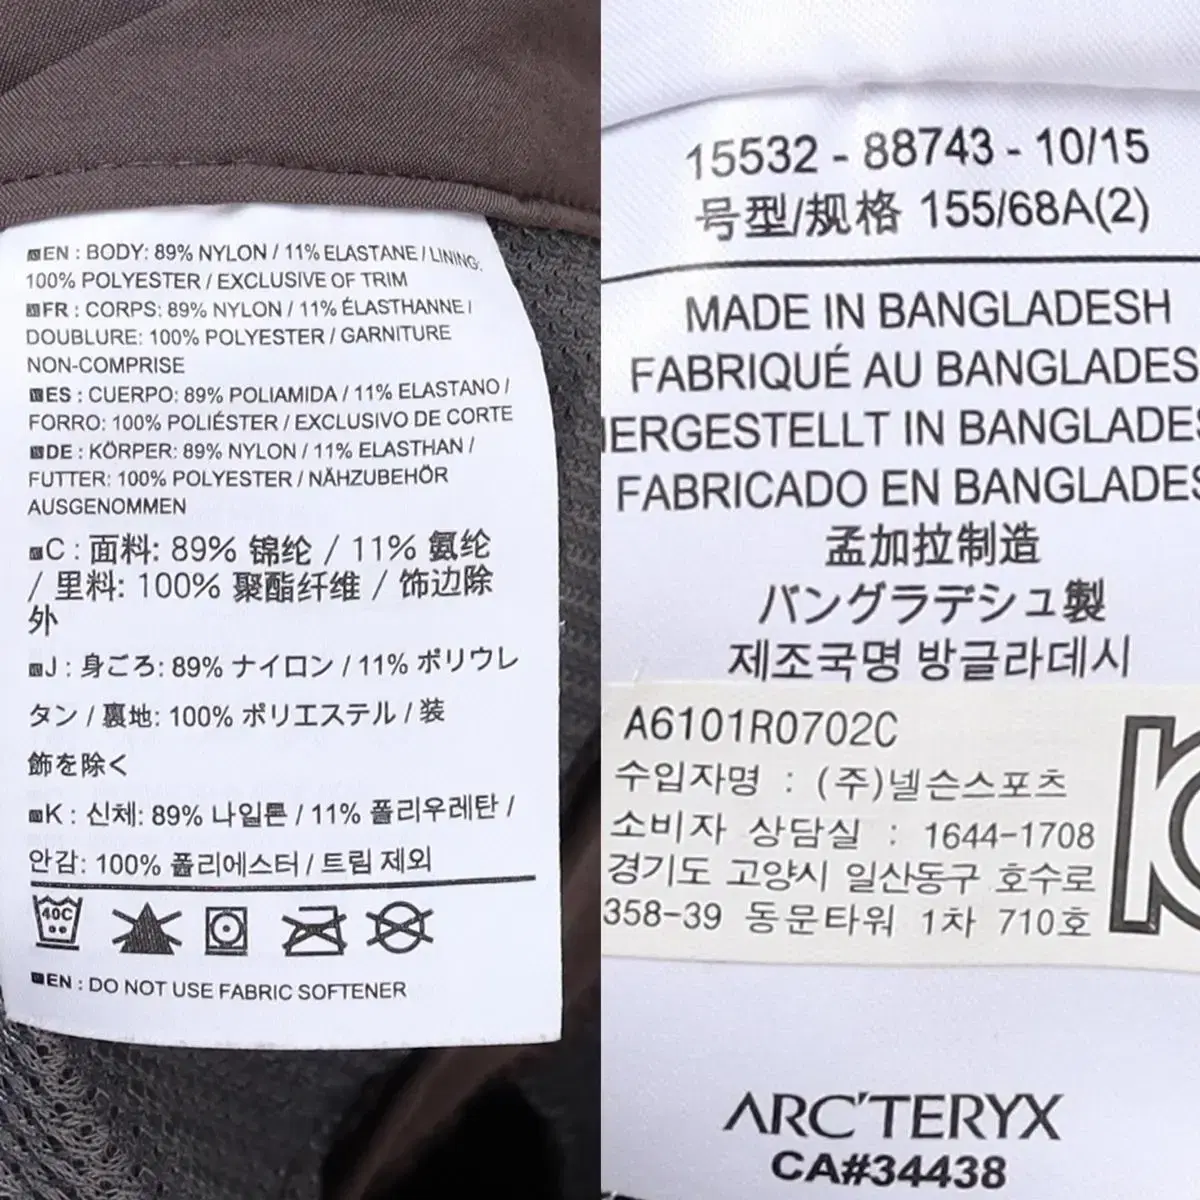 EN : BODY: 89% NYLON / 11% ELASTANE / LINING:
100% POLYESTER / EXCLUSIVE OF TRIM
FR : CORPS: 89% NYLON / 11% ÉLASTHANNE /
DOUBLURE: 100% POLYESTER / GARNITURE
NON-COMPRISE
ES : CUERPO: 89% POLIAMIDA / 11% ELASTANO /
FORRO: 100% POLIÉSTER / EXCLUSIVO DE CORTE
DE : KÖRPER: 89% NYLON / 11% ELASTHAN /
FUTTER: 100% POLYESTER / NÄHZUBEHÖR
AUSGENOMMEN
C : 面料: 89% 锦纶 / 11% 氨纶
/ 里料: 100% 聚酯纤维 / 饰边除
外
J : 身ごろ: 89% ナイロン / 11% ポリウレ
タン / 裏地: 100% ポリエステル / 装
飾を除く
K : 신체: 89% 나일론 / 11% 폴리우레탄 /
안감: 100% 폴리에스터 / 트림 제외
40C
EN : DO NOT USE FABRIC SOFTENER
15532 - 88743 - 10/15
号型/规格 155/68A(2)
MADE IN BANGLADESH
FABRIQUÉ AU BANGLADES
HERGESTELLT IN BANGLADES
FABRICADO EN BANGLADES
孟加拉制造
バングラデシュ製
제조국명 방글라데시
A6101R0702C
수입자명 : (주)넬슨스포츠
소비자 상담실 : 1644-1708
경기도 고양시 일산동구 호수로
358-39 동문타워 1차 710호
ARC'TERYX
CA#34438